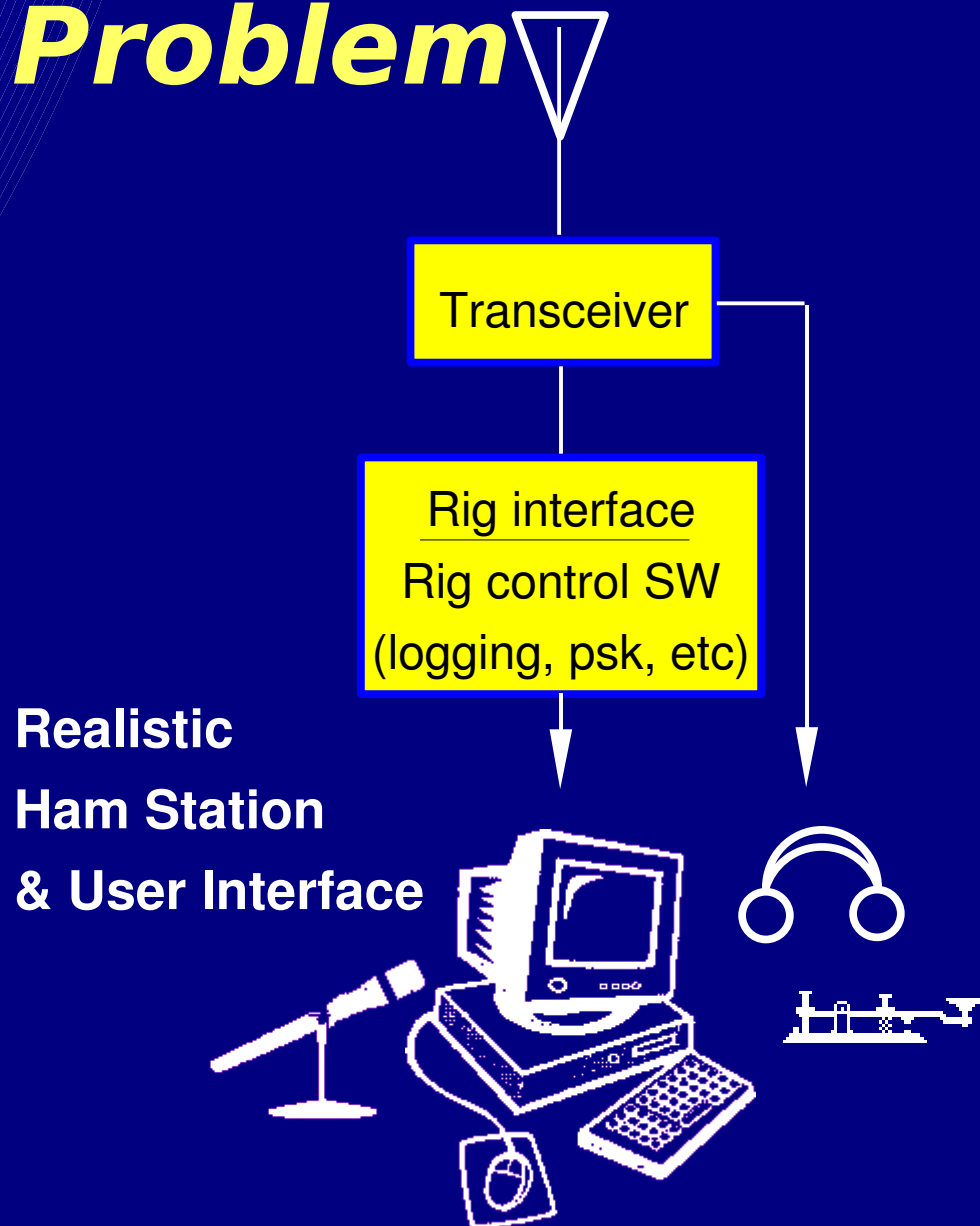 Problem
Transceiver
Rig interface
Rig control SW
(logging, psk, etc)
Realistic
Ham Station
& User Interface